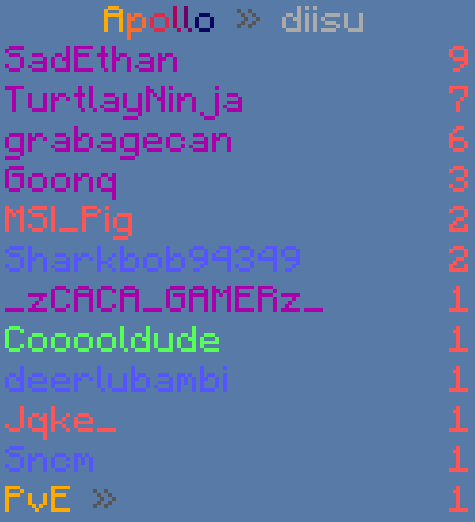 Apollo » diisu
SadEthan 9
TurtlayNinja 7
grabagecan 6
Goonq 3
MSI_Pig 2
Sharkbob94349 2
_zCACA_GAMERz_ 1
Cooooldude 1
deerlubambi 1
Jqke_ 1
Sncm 1
PvE » 1